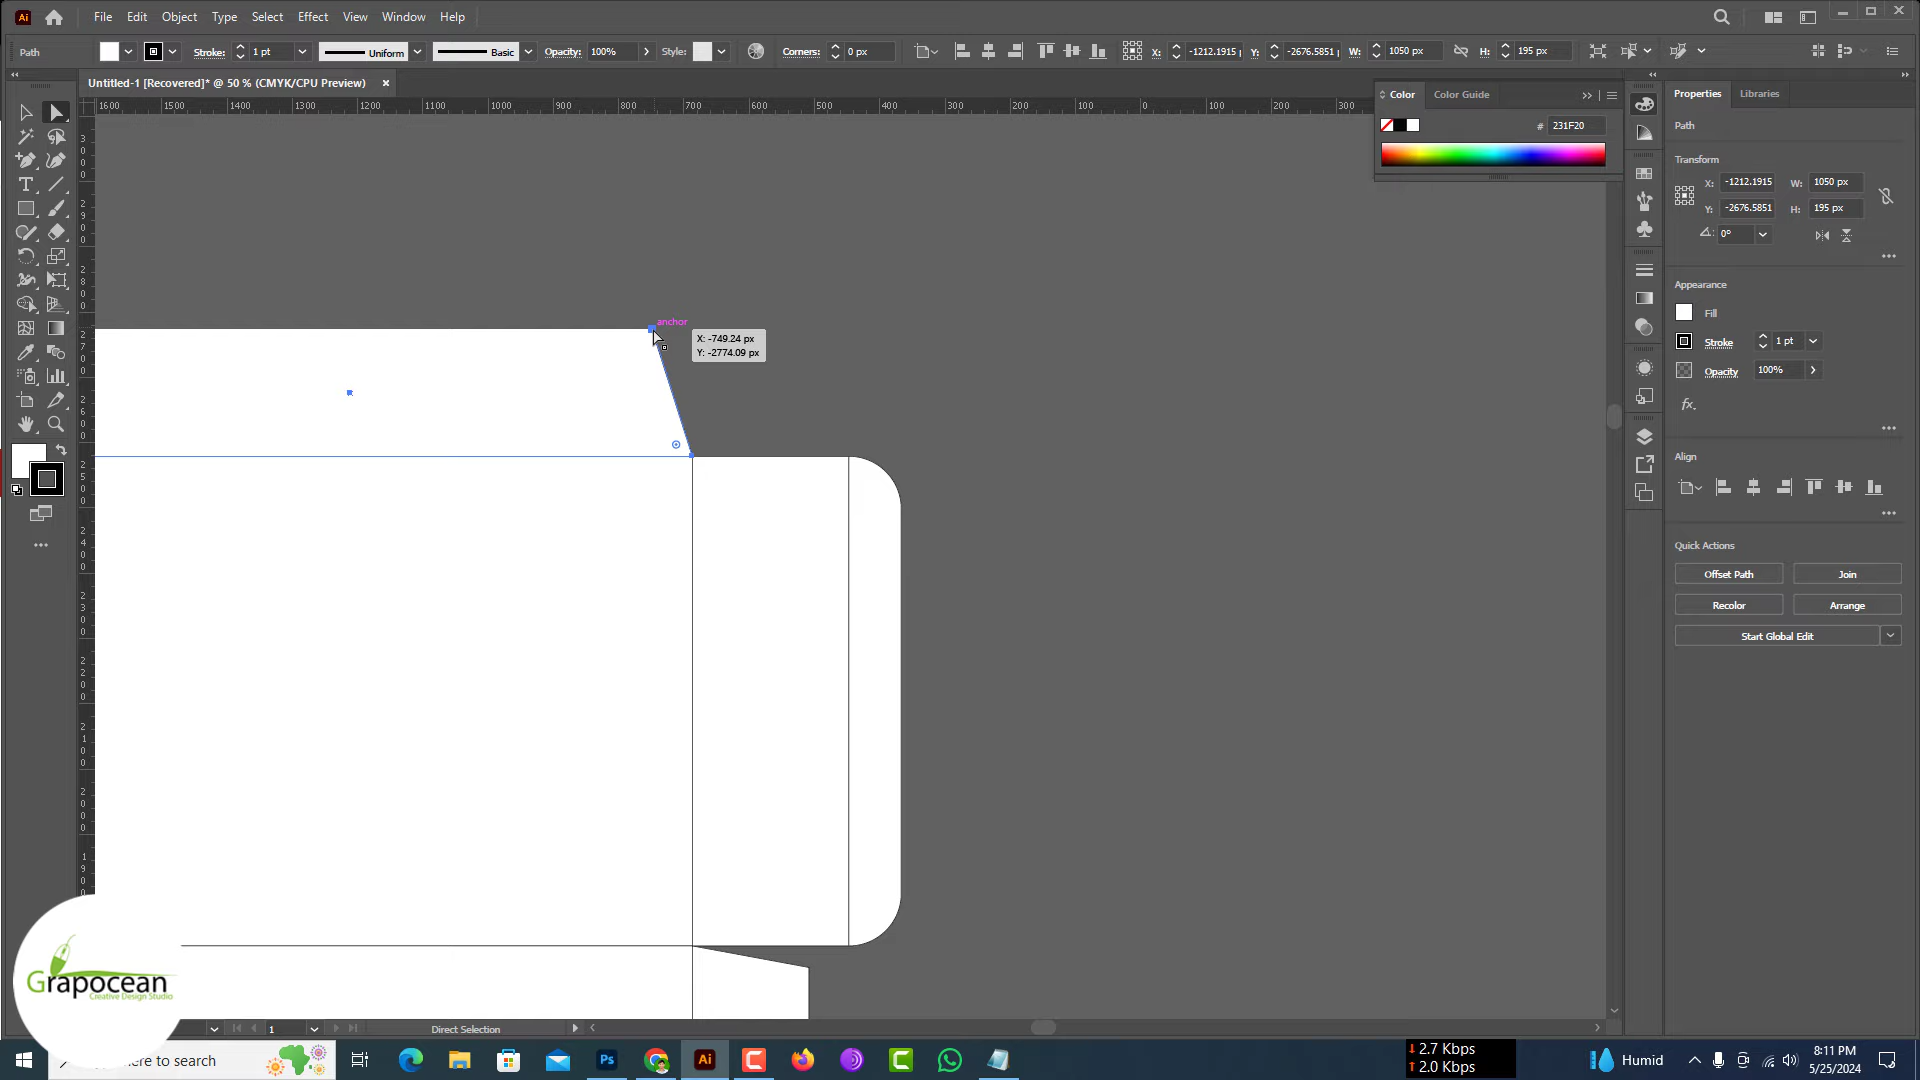 Ai File Edit Object Type Select Effect View Window Help
Path Stroke: 1 pt Uniform Basic Opacity: 100% Style: Corners: 0 px X: -1212.1915 Y: -2676.5851 W: 1050 px H: 195 px
Untitled-1 [Recovered]* @ 50 % (CMYK/CPU Preview) ×
1600 1500 1400 1300 1200 1100 1000 900 800 700 600 500 400 300 200 100 0 100 200 300
Color Color Guide
# 231F20
Properties Libraries
Path
Transform
X: -1212.1915 W: 1050 px
Y: -2676.5851 H: 195 px
0°
Appearance
Fill
Stroke 1 pt
Opacity 100%
fx.
Align
Quick Actions
Offset Path Join
Recolor Arrange
Start Global Edit
anchor
X: -749.24 px
Y: -2774.09 px
Grapocean
Creative Design Studio
1 Direct Selection
here to search
Ps Ai
2.7 Kbps
2.0 Kbps
Humid
8:11 PM
5/25/2024